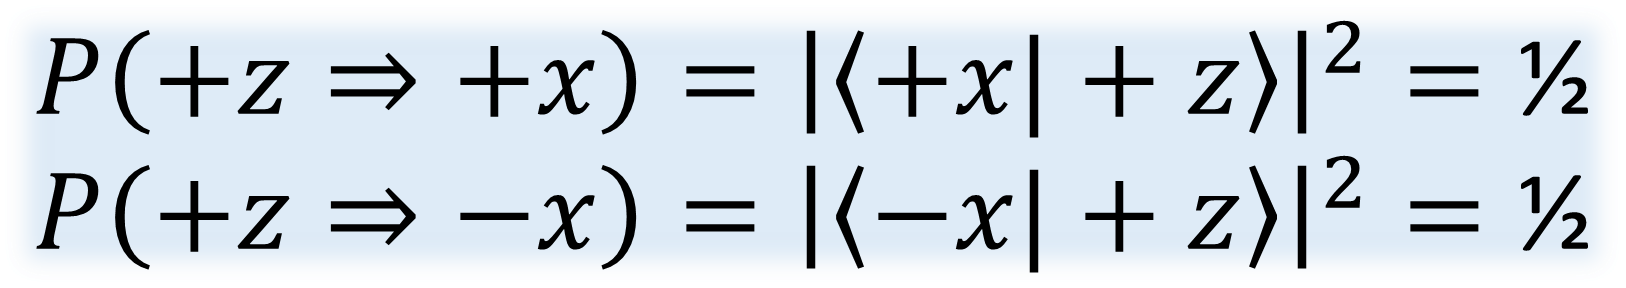 P(+z ⇒ +x) = |⟨+x| + z⟩|² = ½
P(+z ⇒ −x) = |⟨−x| + z⟩|² = ½